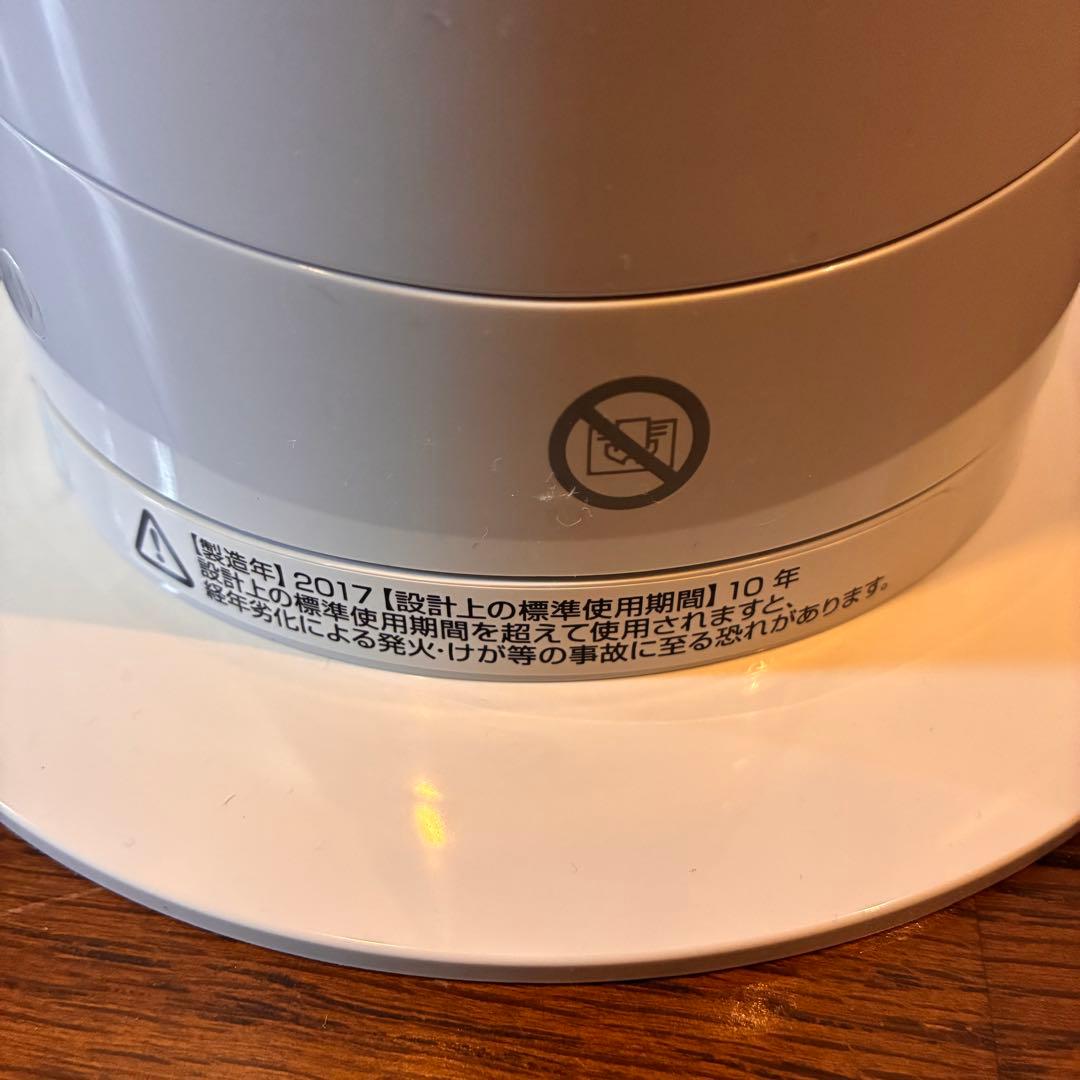 【製造年】2017【設計上の標準使用期間】10年
設計上の標準使用期間を超えて使用されますと、
経年劣化による発火・けが等の事故に至る恐れがあります。